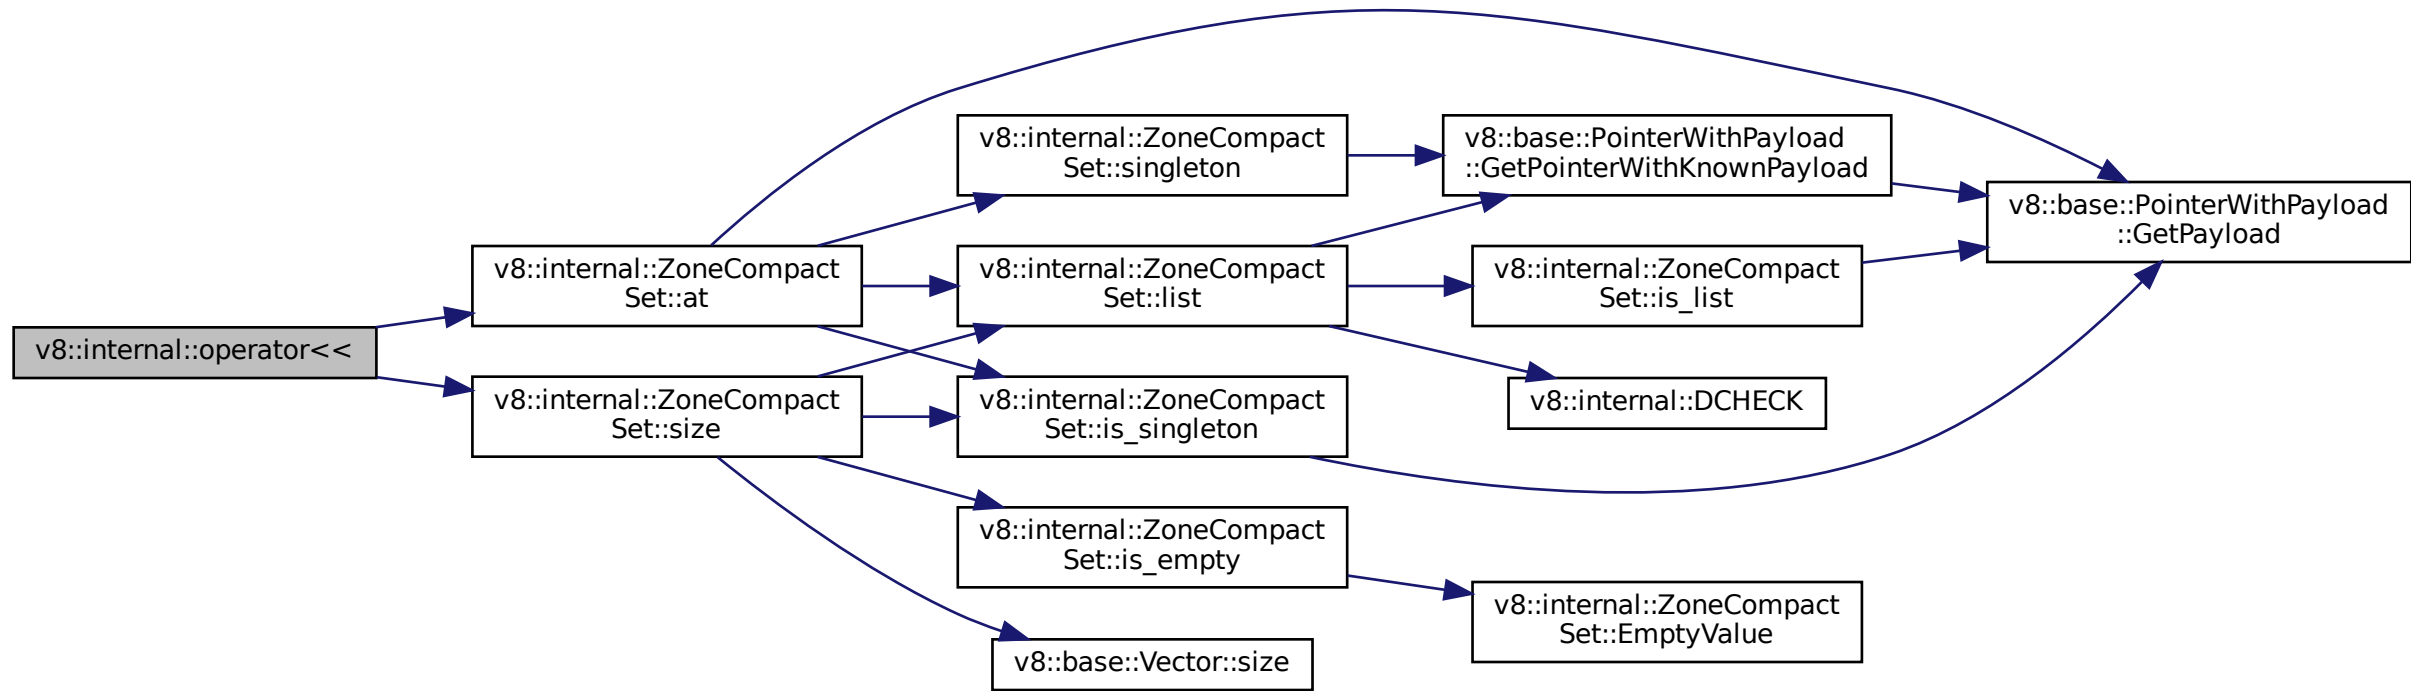 v8::internal::operator<<
v8::internal::ZoneCompact
Set::at
v8::internal::ZoneCompact
Set::size
v8::internal::ZoneCompact
Set::singleton
v8::internal::ZoneCompact
Set::list
v8::internal::ZoneCompact
Set::is_singleton
v8::internal::ZoneCompact
Set::is_empty
v8::base::Vector::size
v8::base::PointerWithPayload
::GetPointerWithKnownPayload
v8::internal::ZoneCompact
Set::is_list
v8::internal::DCHECK
v8::internal::ZoneCompact
Set::EmptyValue
v8::base::PointerWithPayload
::GetPayload